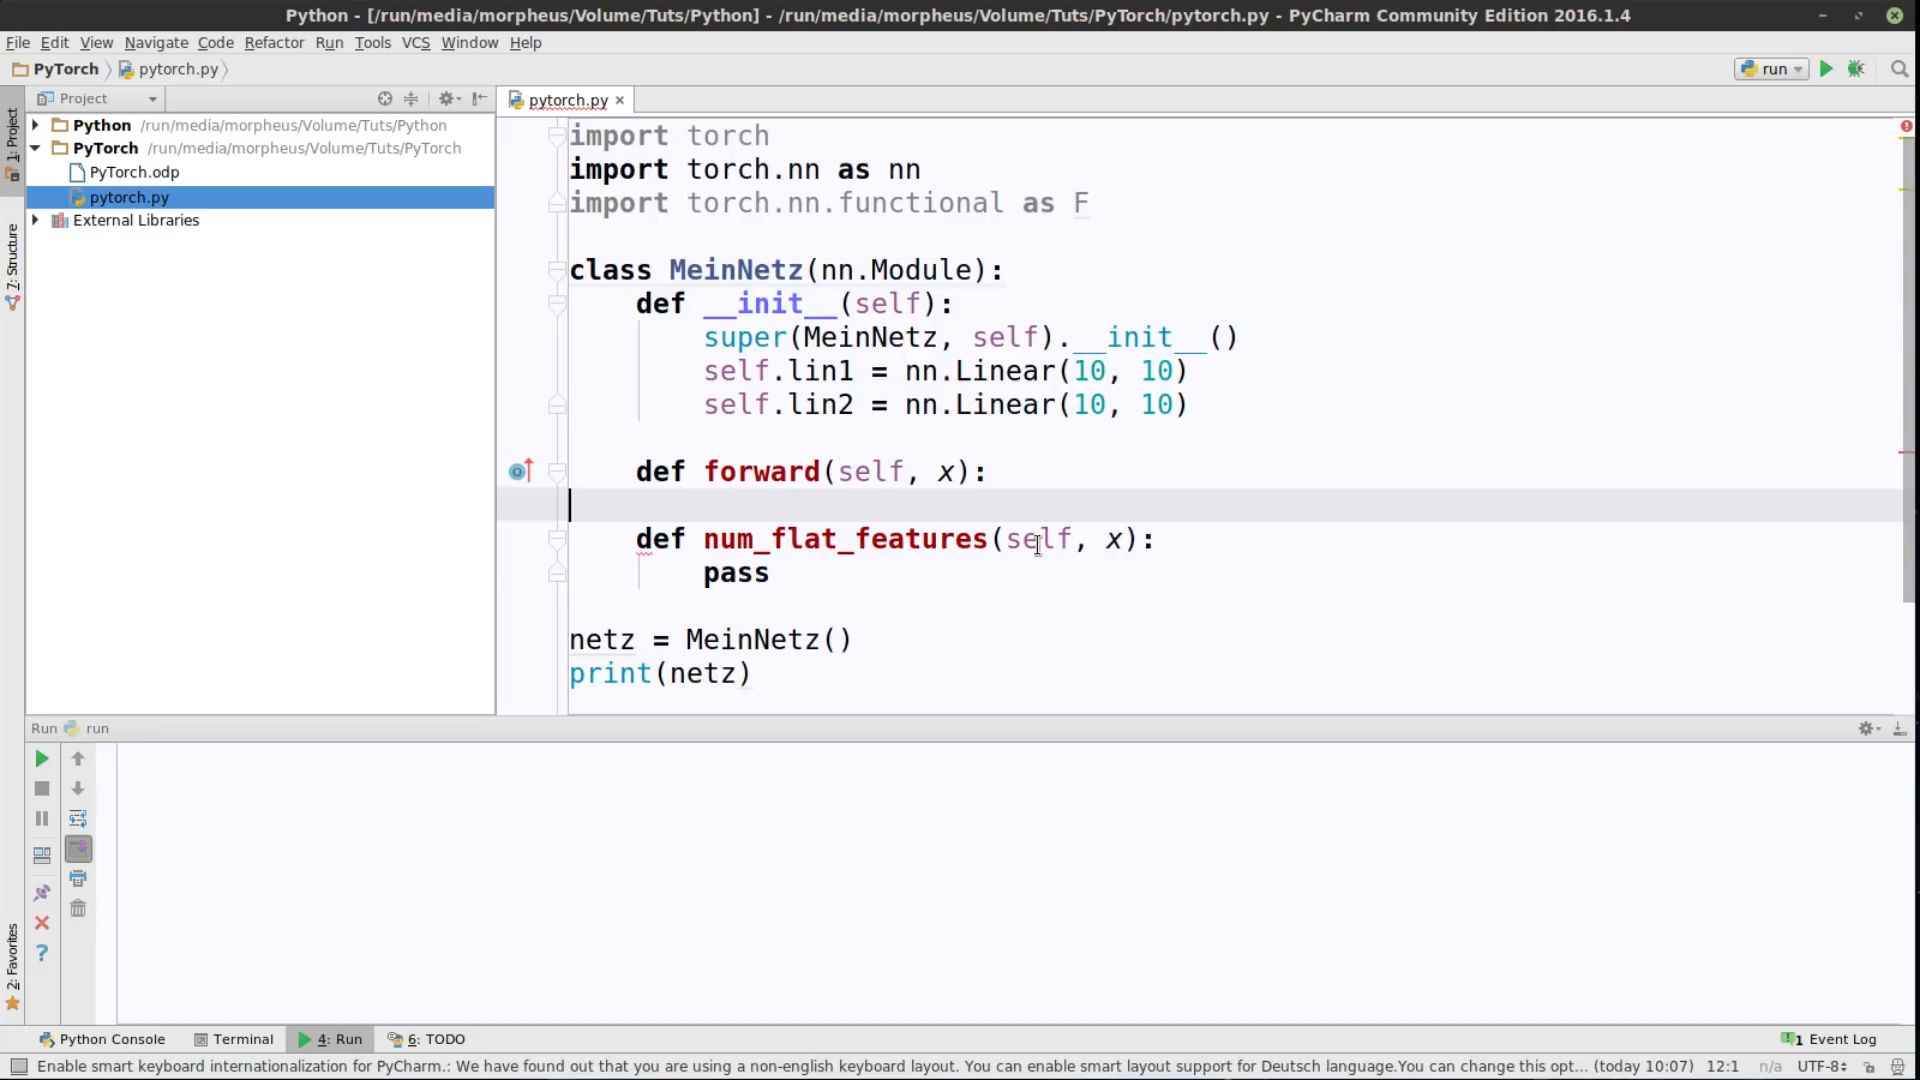 Python - [/run/media/morpheus/Volume/Tuts/Python] - /run/media/morpheus/Volume/Tuts/PyTorch/pytorch.py - PyCharm Community Edition 2016.1.4
File Edit View Navigate Code Refactor Run Tools VCS Window Help
PyTorch pytorch.py run
Project
pytorch.py
1: Project
7: Structure
2: Favorites
Python /run/media/morpheus/Volume/Tuts/Python
PyTorch /run/media/morpheus/Volume/Tuts/PyTorch
PyTorch.odp
pytorch.py
External Libraries
import torch
import torch.nn as nn
import torch.nn.functional as F
class MeinNetz(nn.Module):
def __init__(self):
super(MeinNetz, self).__init__()
self.lin1 = nn.Linear(10, 10)
self.lin2 = nn.Linear(10, 10)
def forward(self, x):
def num_flat_features(self, x):
pass
netz = MeinNetz()
print(netz)
Run run
Python Console Terminal 4: Run 6: TODO 1 Event Log
Enable smart keyboard internationalization for PyCharm.: We have found out that you are using a non-english keyboard layout. You can enable smart layout support for Deutsch language.You can change this opt... (today 10:07) 12:1 n/a UTF-8